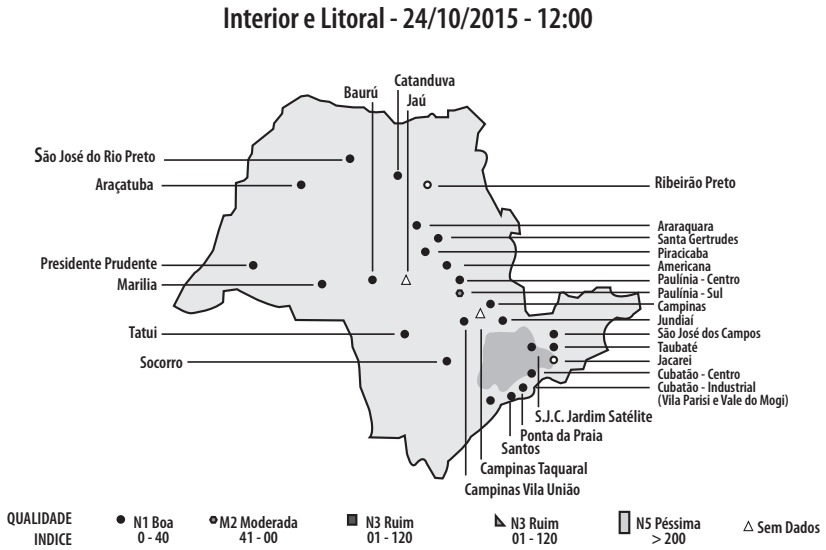 Interior e Litoral - 24/10/2015 - 12:00
Catanduva
Baurú
Jaú
São José do Rio Preto
Araçatuba
Ribeirão Preto
Araraquara
Santa Gertrudes
Piracicaba
Presidente Prudente
Americana
Marilia
Paulínia - Centro
Paulínia - Sul
Campinas
Jundiaí
Tatui
São José dos Campos
Taubaté
Socorro
Jacarei
Cubatão - Centro
Cubatão - Industrial
(Vila Parisi e Vale do Mogi)
S.J.C. Jardim Satélite
Ponta da Praia
Santos
Campinas Taquaral
Campinas Vila União
QUALIDADE N1 Boa M2 Moderada N3 Ruim N3 Ruim N5 Péssima Sem Dados
INDICE 0 - 40 41 - 00 01 - 120 01 - 120 > 200